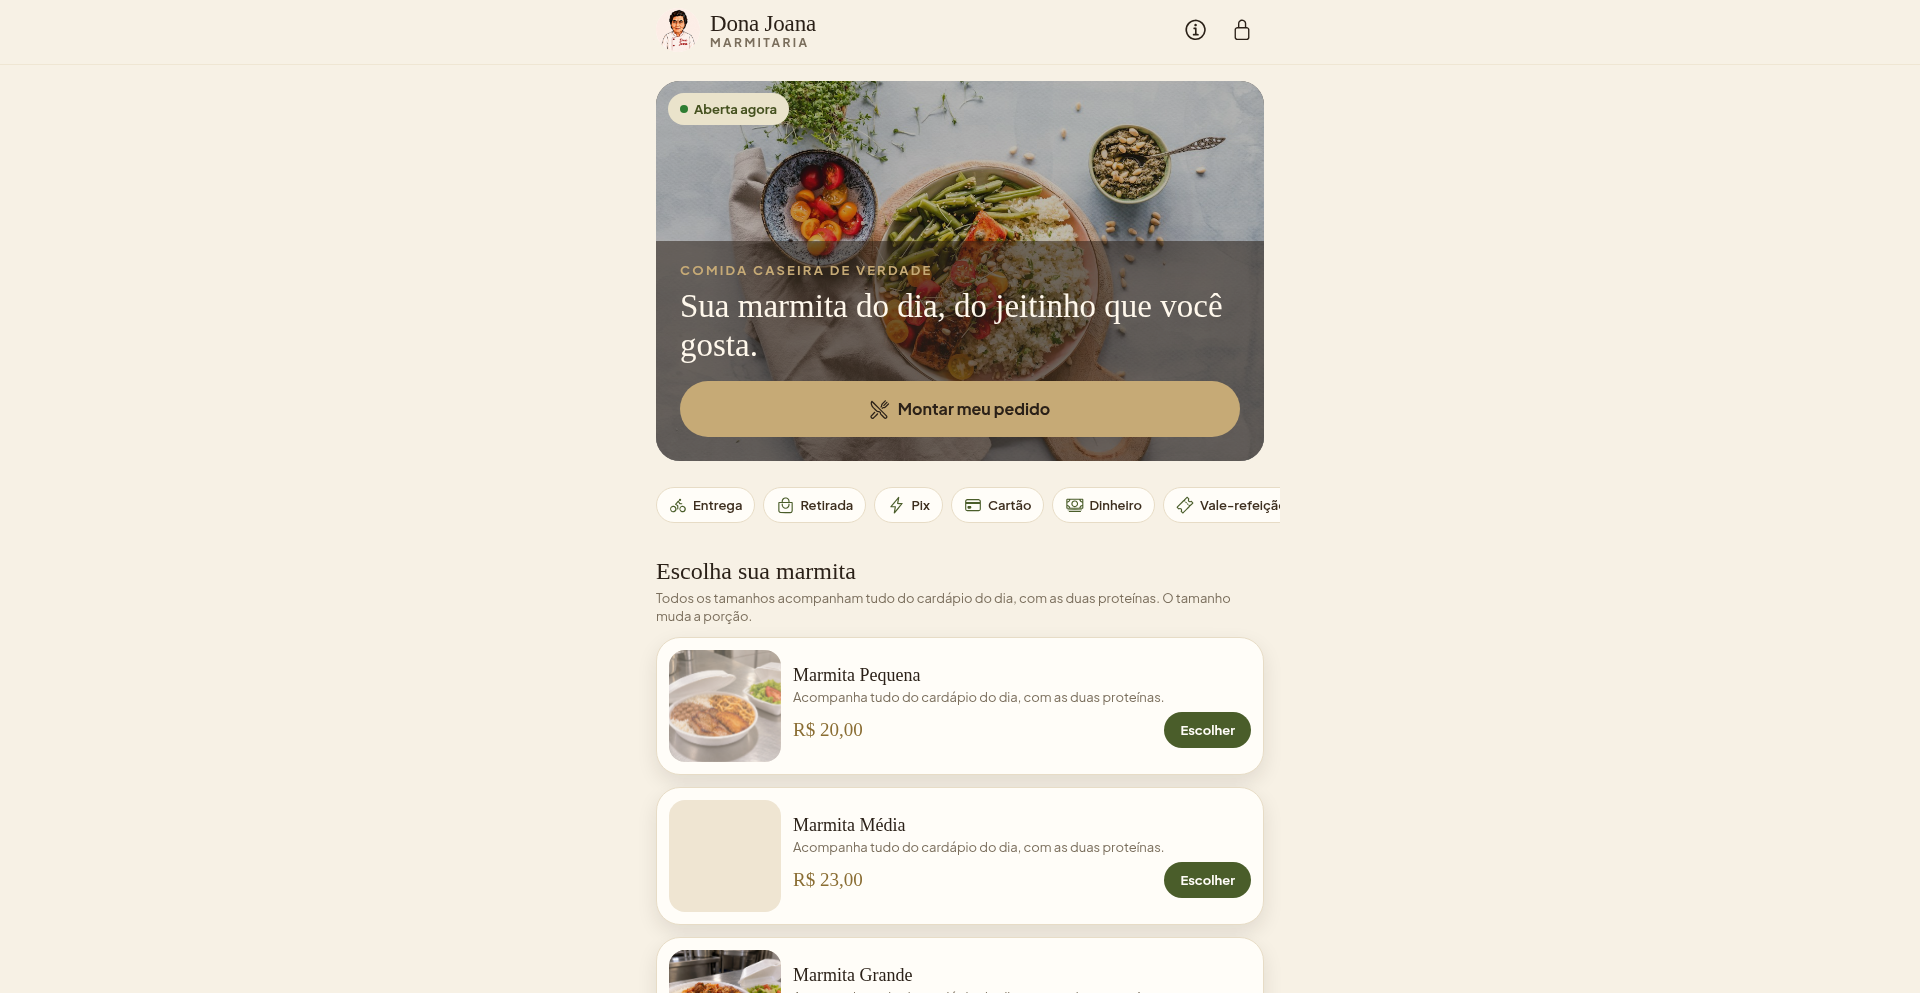 Dona Joana
MARMITARIA
Aberta agora
COMIDA CASEIRA DE VERDADE
Sua marmita do dia, do jeitinho que você
gosta.
Montar meu pedido
Entrega
Retirada
Pix
Cartão
Dinheiro
Vale-refeição
Escolha sua marmita
Todos os tamanhos acompanham tudo do cardápio do dia, com as duas proteínas. O tamanho
muda a porção.
Marmita Pequena
Acompanha tudo do cardápio do dia, com as duas proteínas.
R$ 20,00
Escolher
Marmita Média
Acompanha tudo do cardápio do dia, com as duas proteínas.
R$ 23,00
Escolher
Marmita Grande